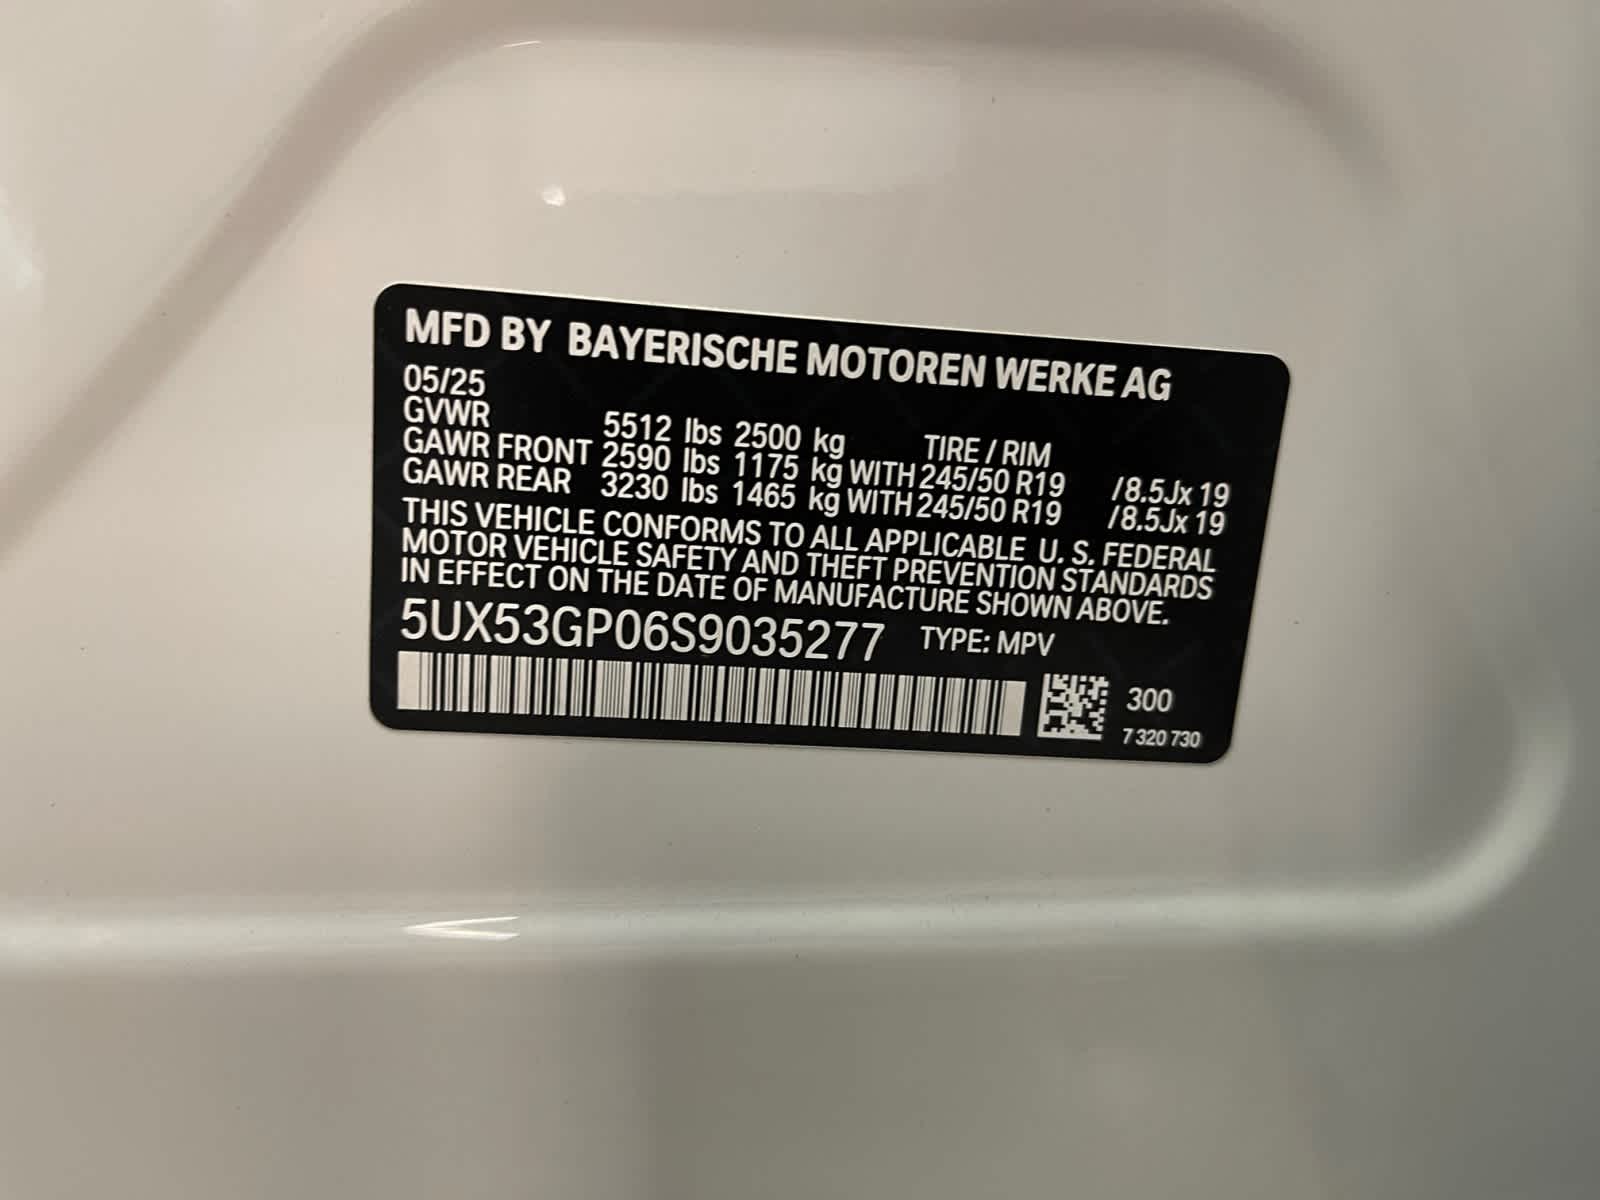 MFD BY BAYERISCHE MOTOREN WERKE AG
05/25
GVWR 5512 lbs 2500 kg TIRE / RIM
GAWR FRONT 2590 lbs 1175 kg WITH 245/50 R19 /8.5Jx 19
GAWR REAR 3230 lbs 1465 kg WITH 245/50 R19 /8.5Jx 19
THIS VEHICLE CONFORMS TO ALL APPLICABLE U. S. FEDERAL
MOTOR VEHICLE SAFETY AND THEFT PREVENTION STANDARDS
IN EFFECT ON THE DATE OF MANUFACTURE SHOWN ABOVE.
5UX53GP06S9035277 TYPE: MPV
300
7 320 730